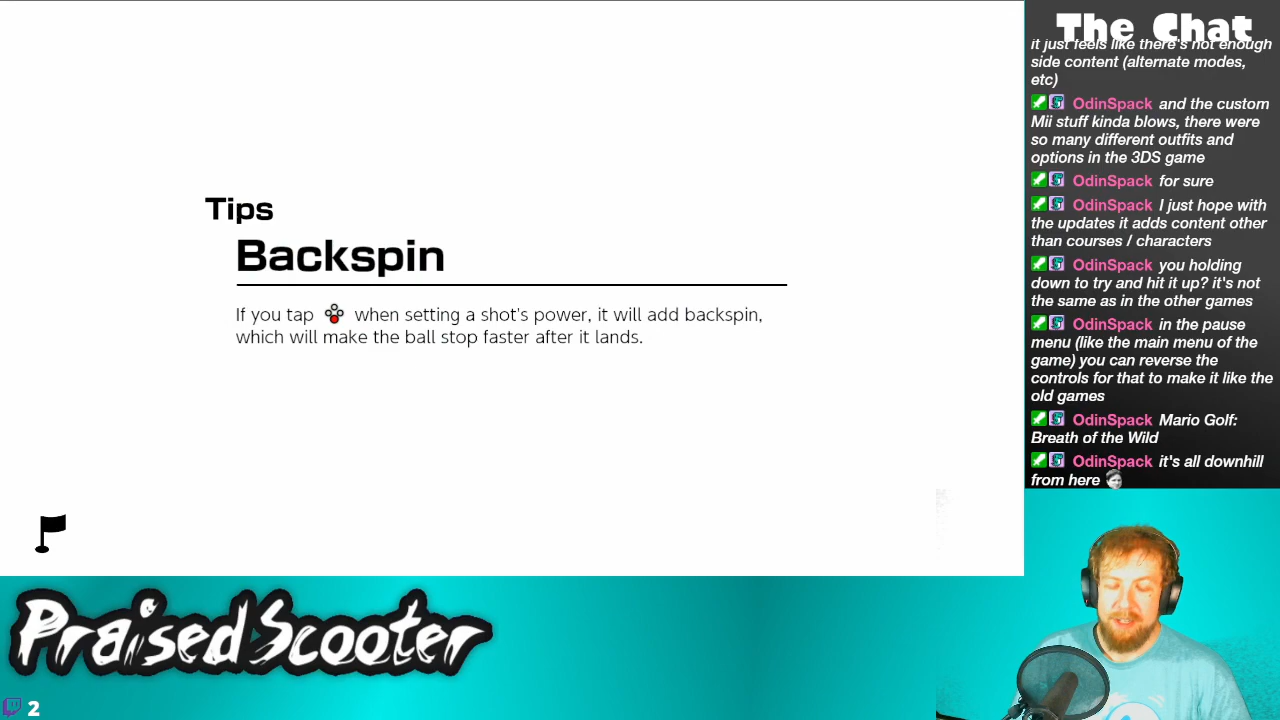 The Chat
it just feels like there's not enough
side content (alternate modes,
etc)
OdinSpack and the custom
Mii stuff kinda blows, there were
so many different outfits and
options in the 3DS game
OdinSpack for sure
OdinSpack I just hope with
the updates it adds content other
than courses / characters
OdinSpack you holding
down to try and hit it up? it's not
the same as in the other games
OdinSpack in the pause
menu (like the main menu of the
game) you can reverse the
controls for that to make it like the
old games
OdinSpack Mario Golf:
Breath of the Wild
OdinSpack it's all downhill
from here
Tips
Backspin
If you tap when setting a shot's power, it will add backspin,
which will make the ball stop faster after it lands.
PraisedScooter
2